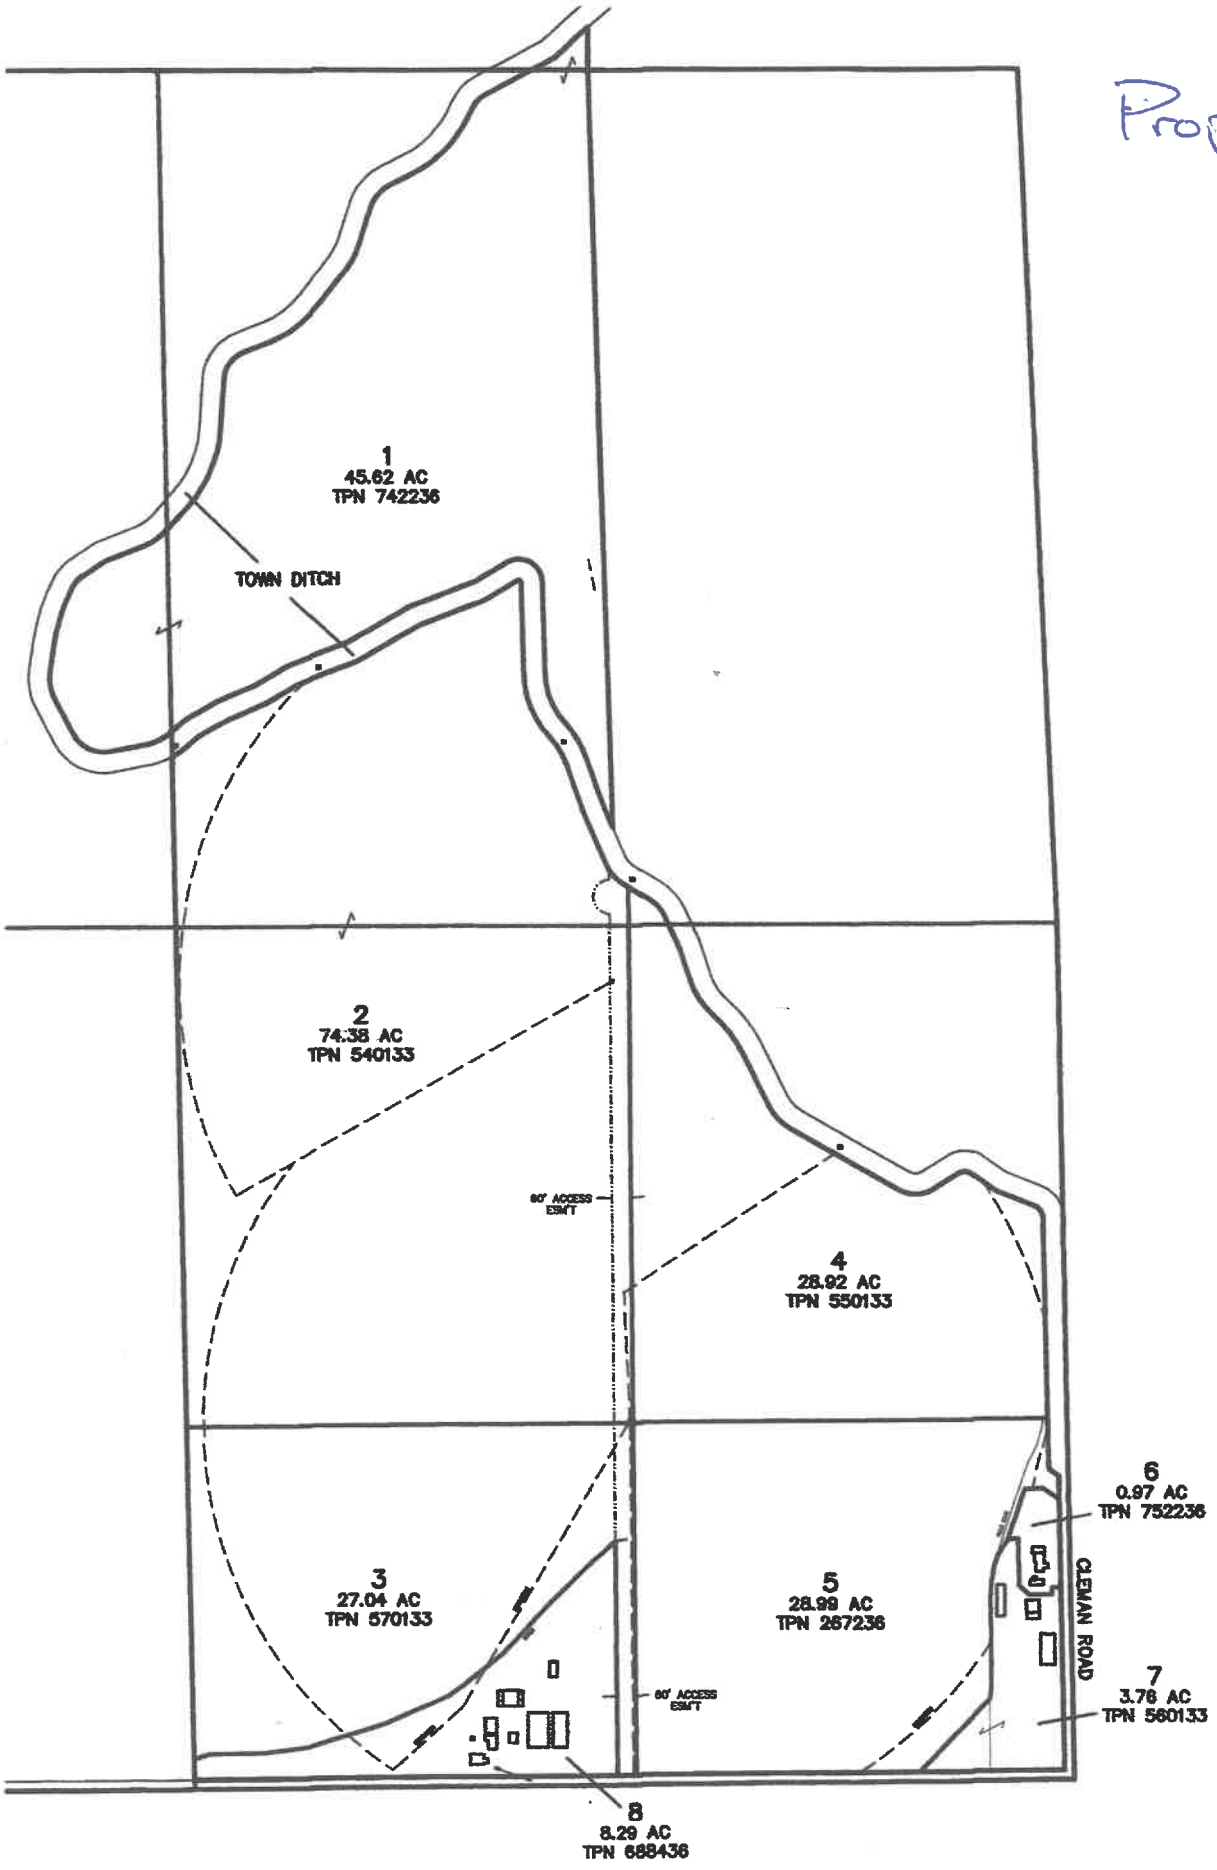 1
45.62 AC
TPN 742236
TOWN DITCH
2
74.38 AC
TPN 540133
60' ACCESS
ESM'T
4
28.92 AC
TPN 550133
6
0.97 AC
TPN 752236
3
27.04 AC
TPN 570133
5
28.99 AC
TPN 267236
CLEMAN ROAD
60' ACCESS
ESM'T
7
3.76 AC
TPN 560133
8
8.29 AC
TPN 688436